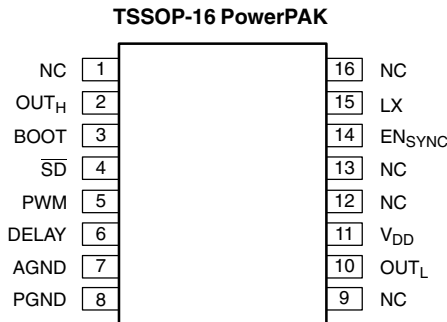 TSSOP-16 PowerPAK
NC 1 16 NC
OUTH 2 15 LX
BOOT 3 14 ENSYNC
S̅D̅ 4 13 NC
PWM 5 12 NC
DELAY 6 11 VDD
AGND 7 10 OUTL
PGND 8 9 NC